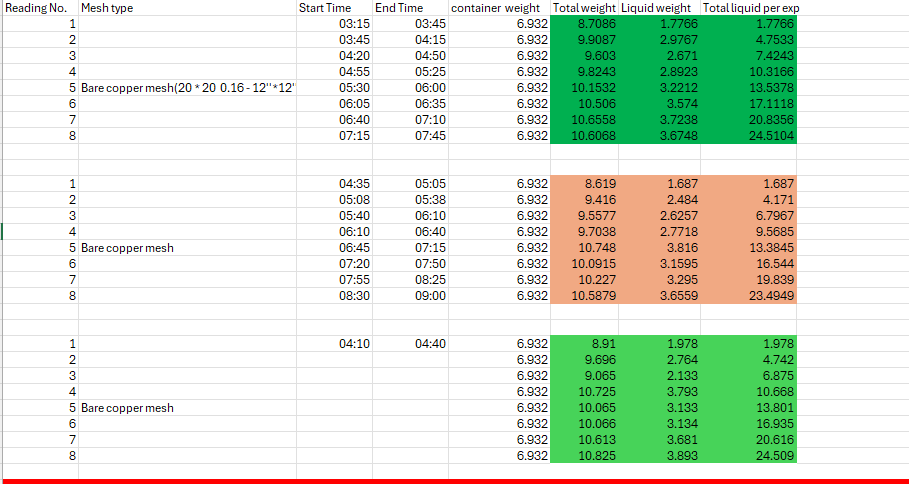 Reading No. Mesh type Start Time End Time container weight Total weight Liquid weight Total liquid per exp
1 03:15 03:45 6.932 8.7086 1.7766 1.7766
2 03:45 04:15 6.932 9.9087 2.9767 4.7533
3 04:20 04:50 6.932 9.603 2.671 7.4243
4 04:55 05:25 6.932 9.8243 2.8923 10.3166
5 Bare copper mesh(20 * 20 0.16 - 12"*12" 05:30 06:00 6.932 10.1532 3.2212 13.5378
6 06:05 06:35 6.932 10.506 3.574 17.1118
7 06:40 07:10 6.932 10.6558 3.7238 20.8356
8 07:15 07:45 6.932 10.6068 3.6748 24.5104
1 04:35 05:05 6.932 8.619 1.687 1.687
2 05:08 05:38 6.932 9.416 2.484 4.171
3 05:40 06:10 6.932 9.5577 2.6257 6.7967
4 06:10 06:40 6.932 9.7038 2.7718 9.5685
5 Bare copper mesh 06:45 07:15 6.932 10.748 3.816 13.3845
6 07:20 07:50 6.932 10.0915 3.1595 16.544
7 07:55 08:25 6.932 10.227 3.295 19.839
8 08:30 09:00 6.932 10.5879 3.6559 23.4949
1 04:10 04:40 6.932 8.91 1.978 1.978
2 6.932 9.696 2.764 4.742
3 6.932 9.065 2.133 6.875
4 6.932 10.725 3.793 10.668
5 Bare copper mesh 6.932 10.065 3.133 13.801
6 6.932 10.066 3.134 16.935
7 6.932 10.613 3.681 20.616
8 6.932 10.825 3.893 24.509